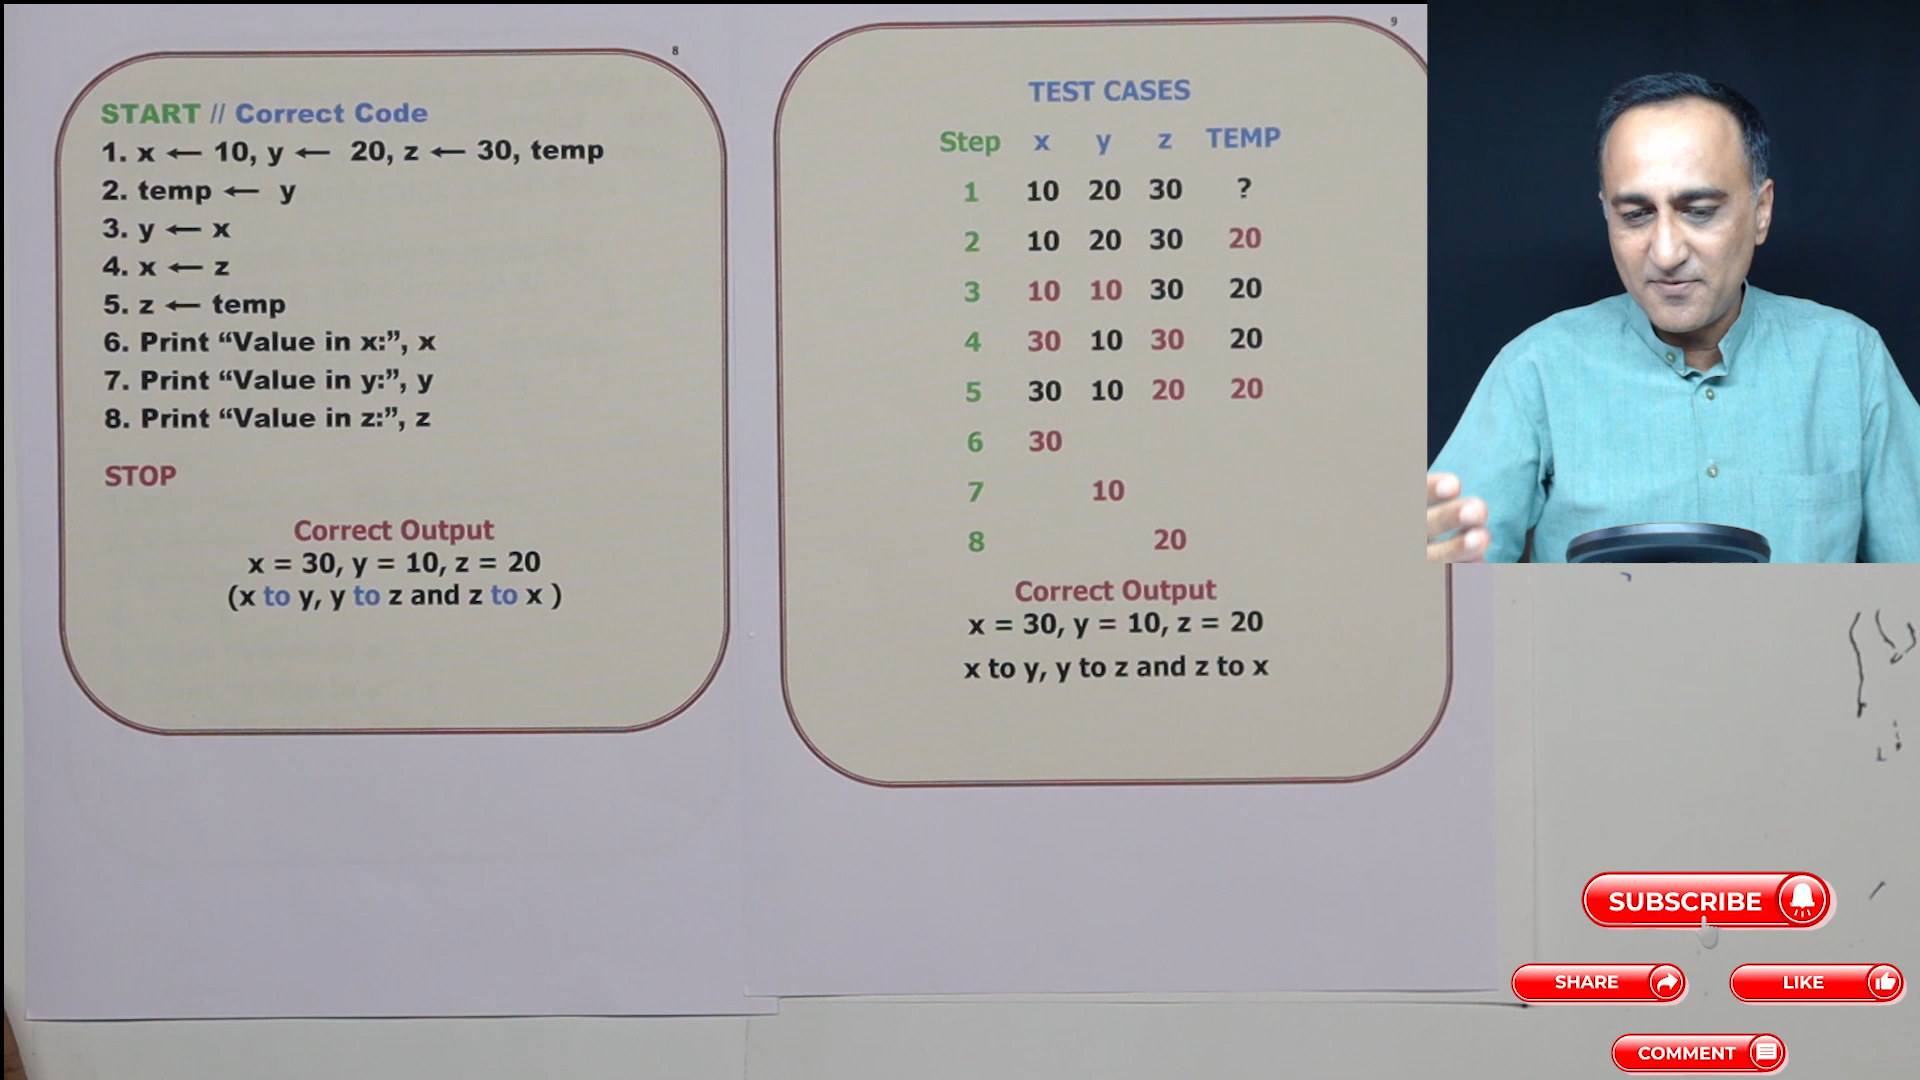 8
START // Correct Code
1. x ← 10, y ← 20, z ← 30, temp
2. temp ← y
3. y ← x
4. x ← z
5. z ← temp
6. Print “Value in x:”, x
7. Print “Value in y:”, y
8. Print “Value in z:”, z
STOP
Correct Output
x = 30, y = 10, z = 20
(x to y, y to z and z to x )
9
TEST CASES
Step x y z TEMP
1 10 20 30 ?
2 10 20 30 20
3 10 10 30 20
4 30 10 30 20
5 30 10 20 20
6 30
7 10
8 20
Correct Output
x = 30, y = 10, z = 20
x to y, y to z and z to x
SUBSCRIBE
SHARE
LIKE
COMMENT